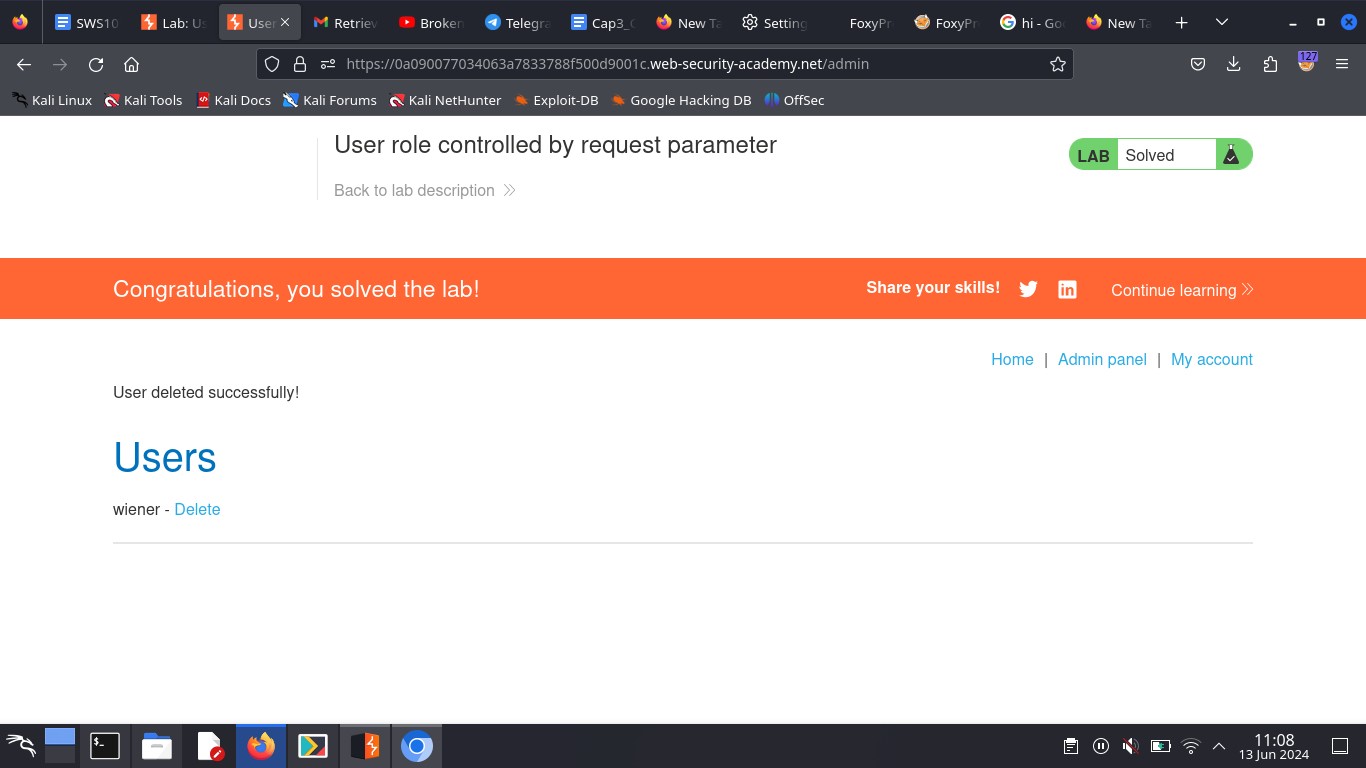 SWS10
Lab: Us
User
Retriev
Broken
Telegra
Cap3_
New Ta
Setting
FoxyPr
FoxyPr
hi - Goo
New Ta
https://0a090077034063a7833788f500d9001c.web-security-academy.net/admin
127
Kali Linux
Kali Tools
Kali Docs
Kali Forums
Kali NetHunter
Exploit-DB
Google Hacking DB
OffSec
User role controlled by request parameter
LAB Solved
Back to lab description
Congratulations, you solved the lab!
Share your skills!
Continue learning
Home | Admin panel | My account
User deleted successfully!
Users
wiener - Delete
11:08
13 Jun 2024